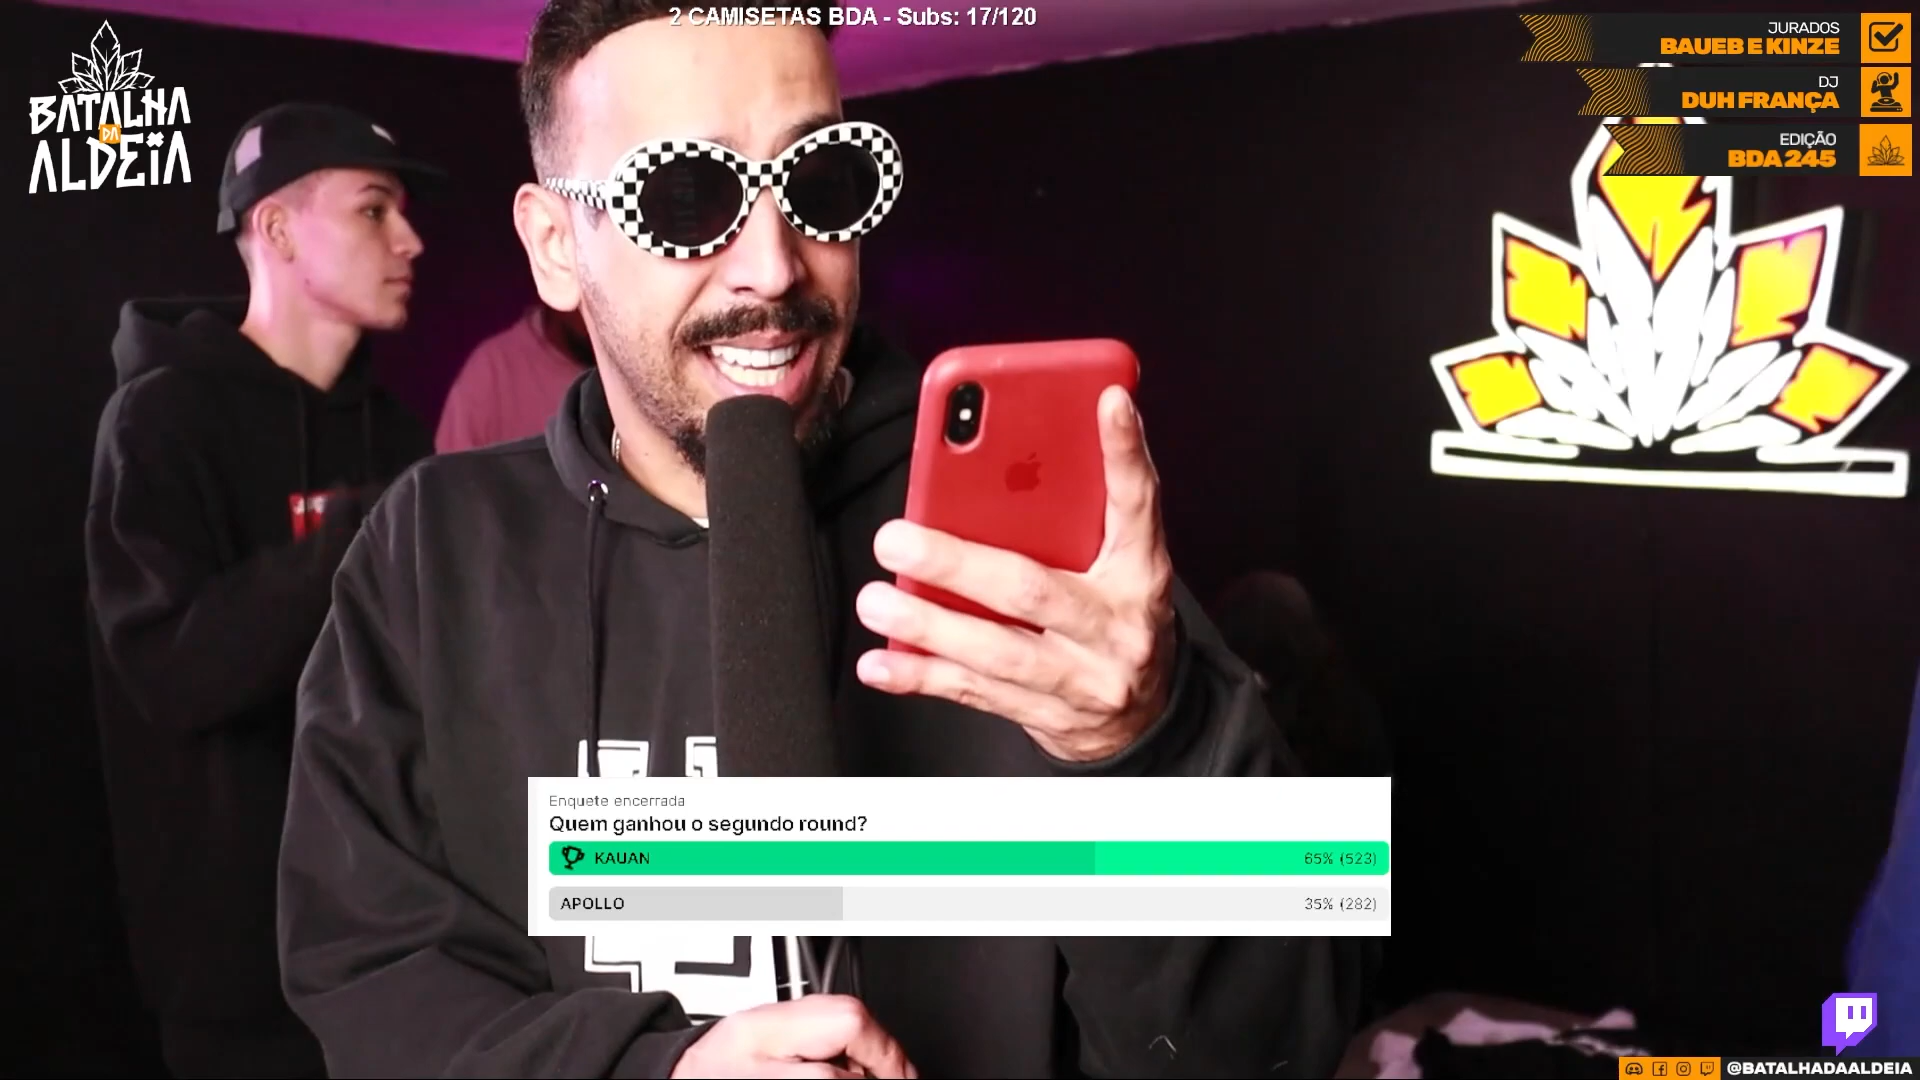 2 CAMISETAS BDA - Subs: 17/120
BATALHA
DA
ALDEIA
JURADOS
BAUEB E KINZE
DJ
DUH FRANÇA
EDIÇÃO
BDA 245
Enquete encerrada
Quem ganhou o segundo round?
KAUAN 65% (523)
APOLLO 35% (282)
@BATALHADAALDEIA